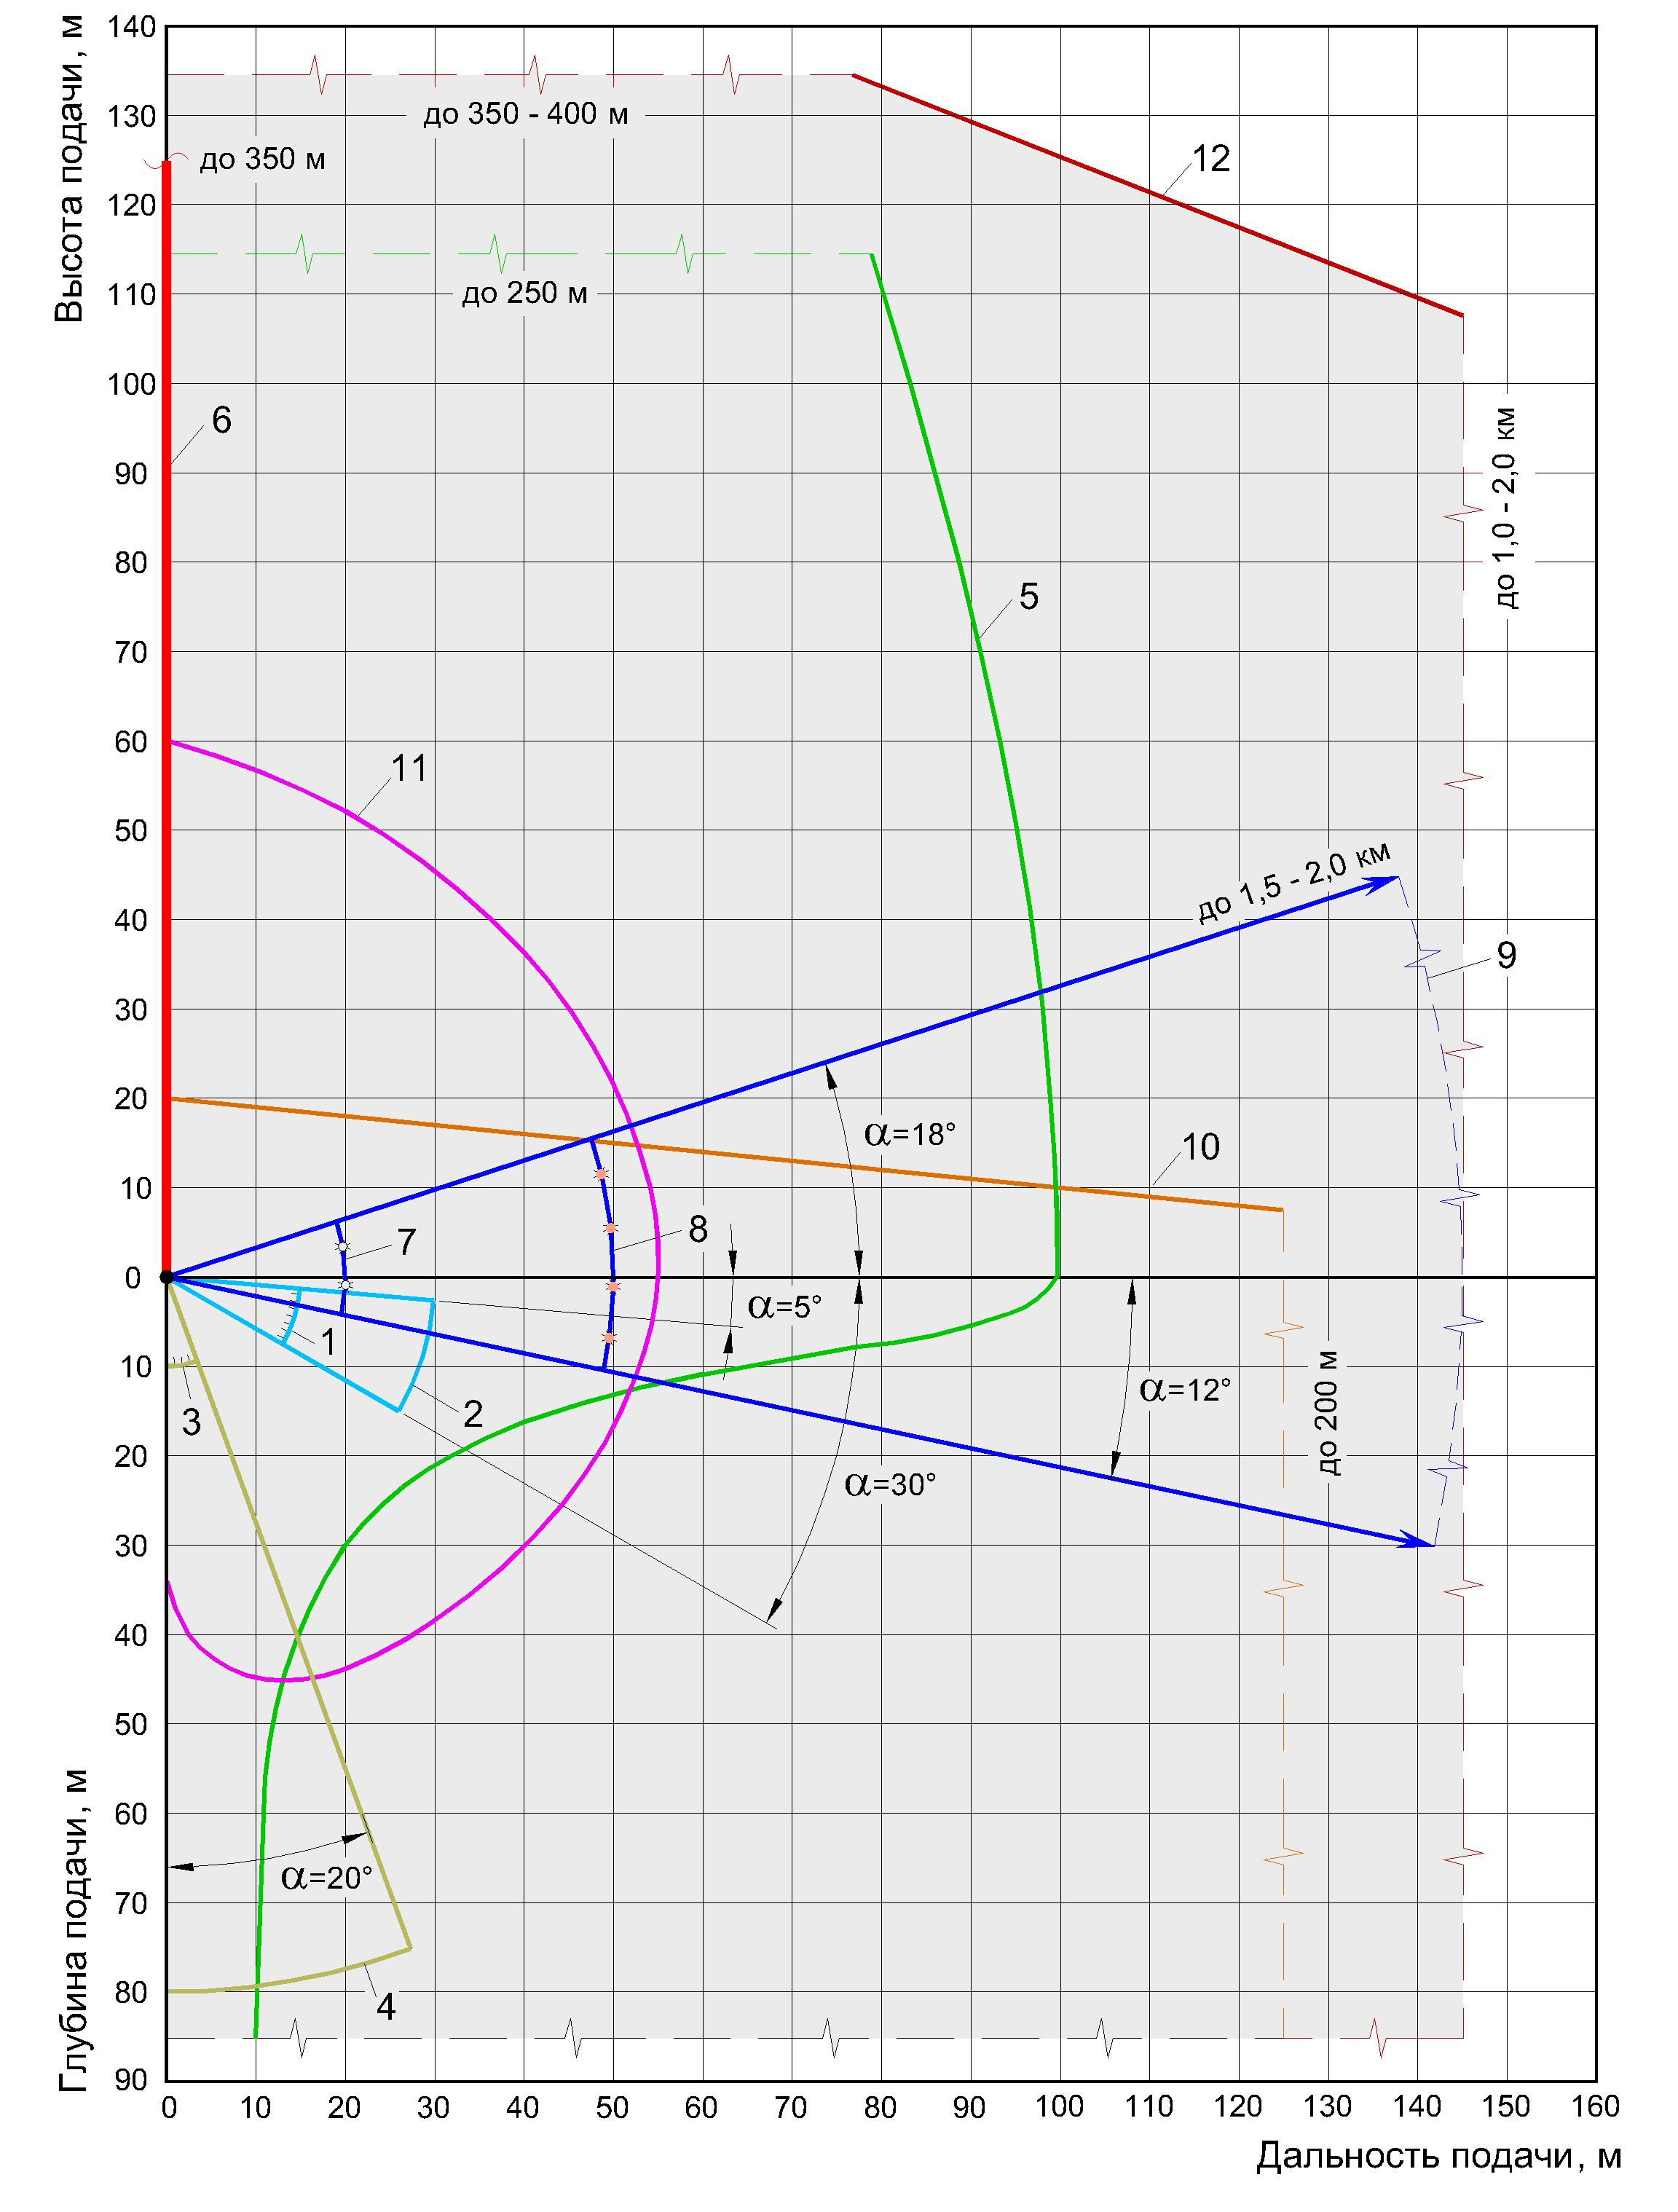 Высота подачи, м
140
130
120
110
100
90
80
70
60
50
40
30
20
10
0
10
20
30
40
50
60
70
80
90
Глубина подачи, м
до 350 - 400 м
до 350 м
12
до 250 м
6
до 1,0 - 2,0 км
5
11
до 1,5 - 2,0 км
9
α=18°
10
7
8
α=5°
1
2
3
α=12°
до 200 м
α=30°
α=20°
4
0 10 20 30 40 50 60 70 80 90 100 110 120 130 140 150 160
Дальность подачи, м